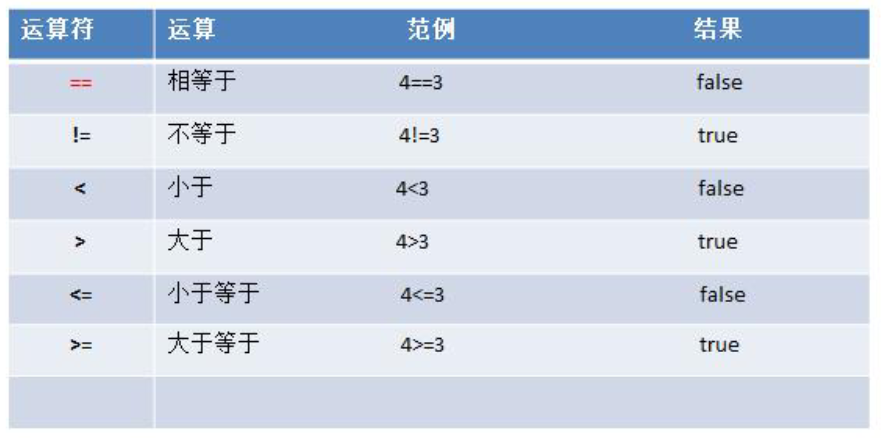 运算符 运算 范例 结果
== 相等于 4==3 false
!= 不等于 4!=3 true
< 小于 4<3 false
> 大于 4>3 true
<= 小于等于 4<=3 false
>= 大于等于 4>=3 true